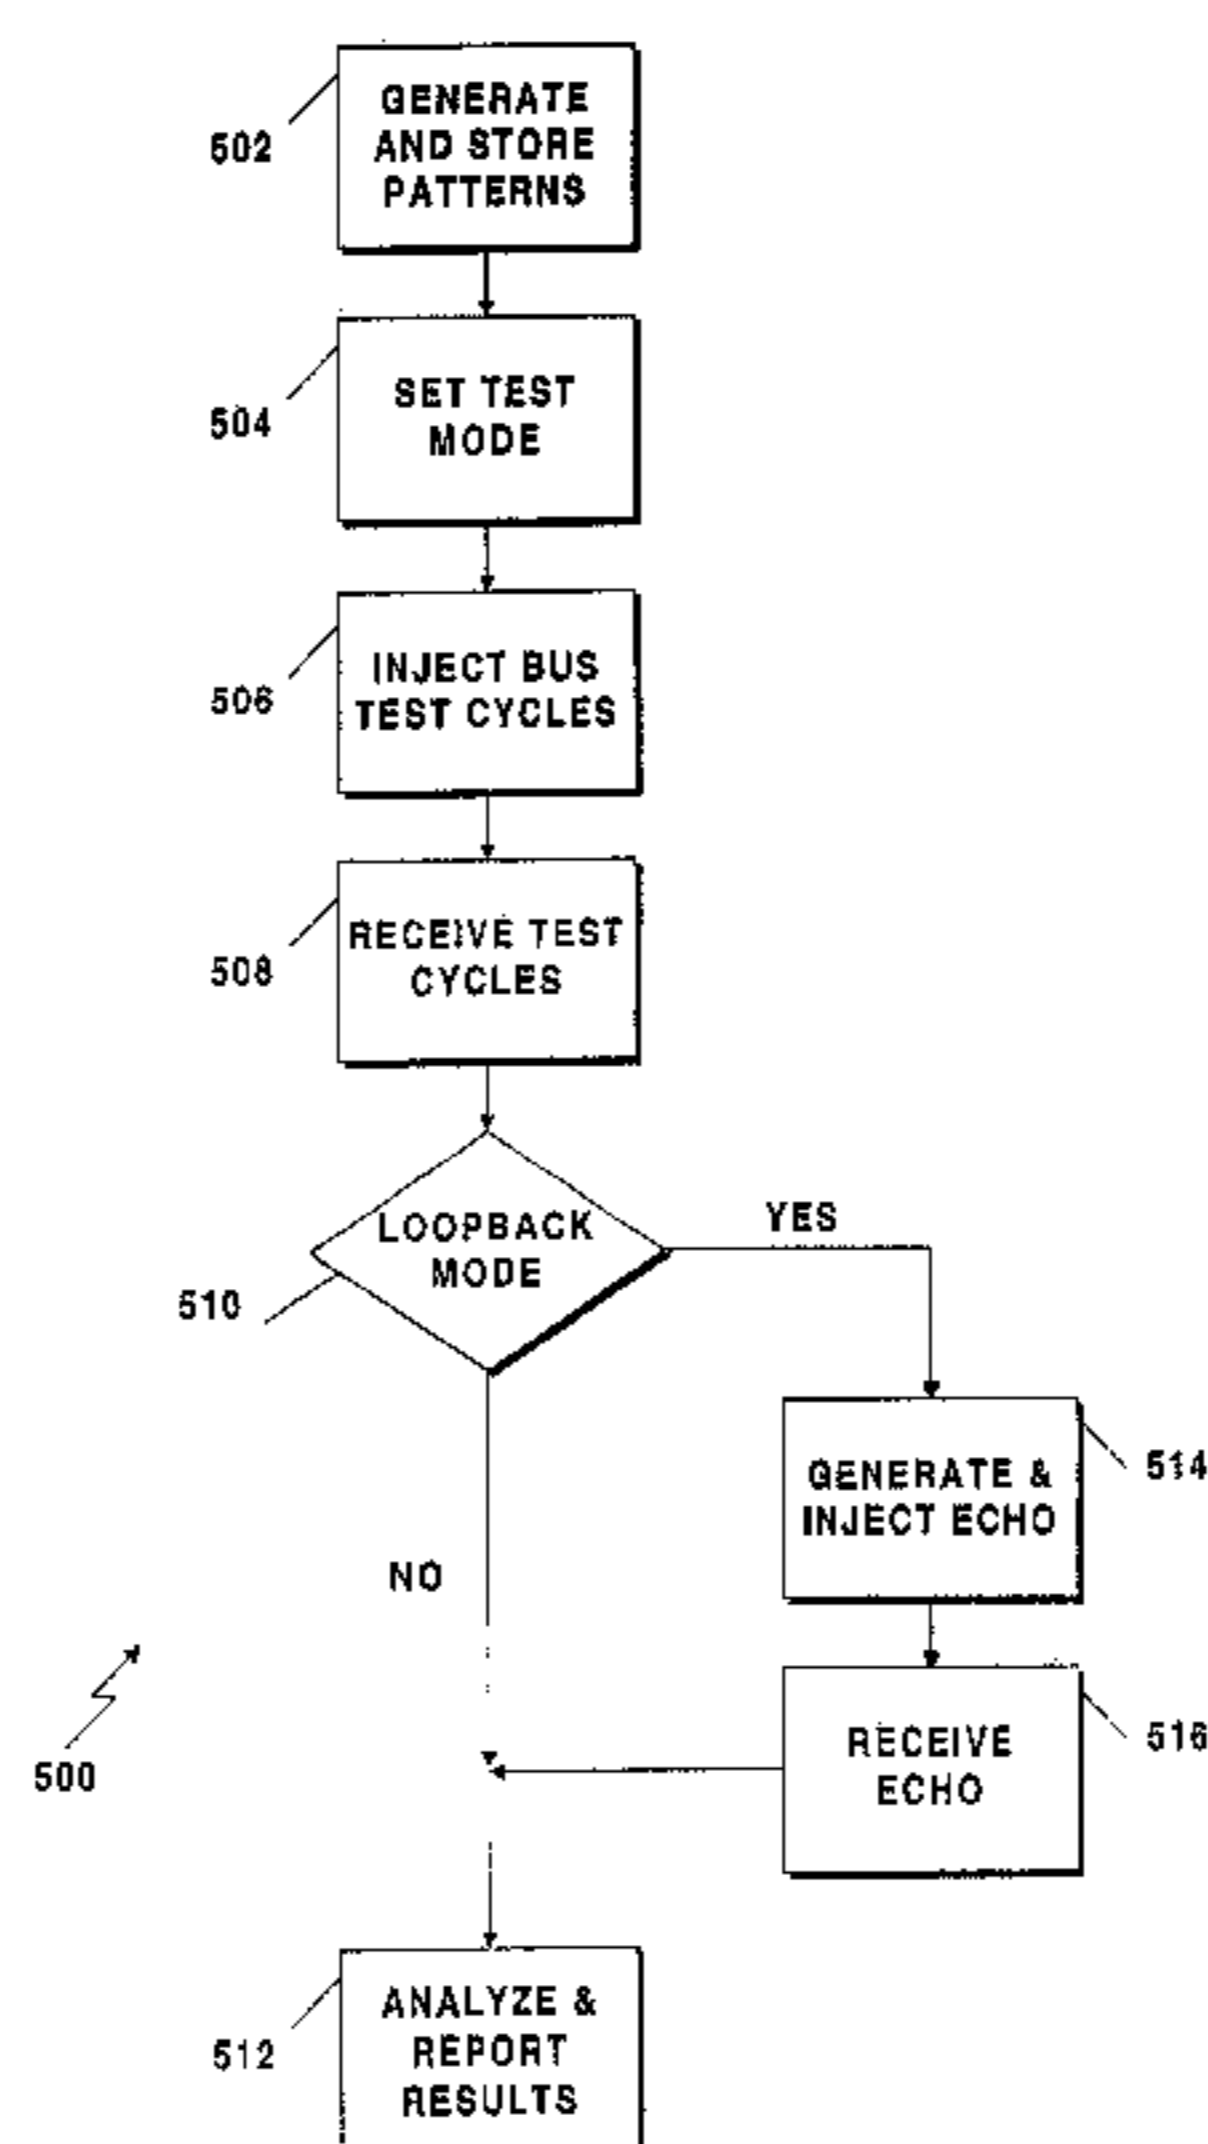 GENERATE
AND STORE
PATTERNS
502
SET TEST
MODE
504
INJECT BUS
TEST CYCLES
506
RECEIVE TEST
CYCLES
508
LOOPBACK
MODE
510
YES
GENERATE &
INJECT ECHO
514
NO
RECEIVE
ECHO
516
500
ANALYZE &
REPORT
RESULTS
512